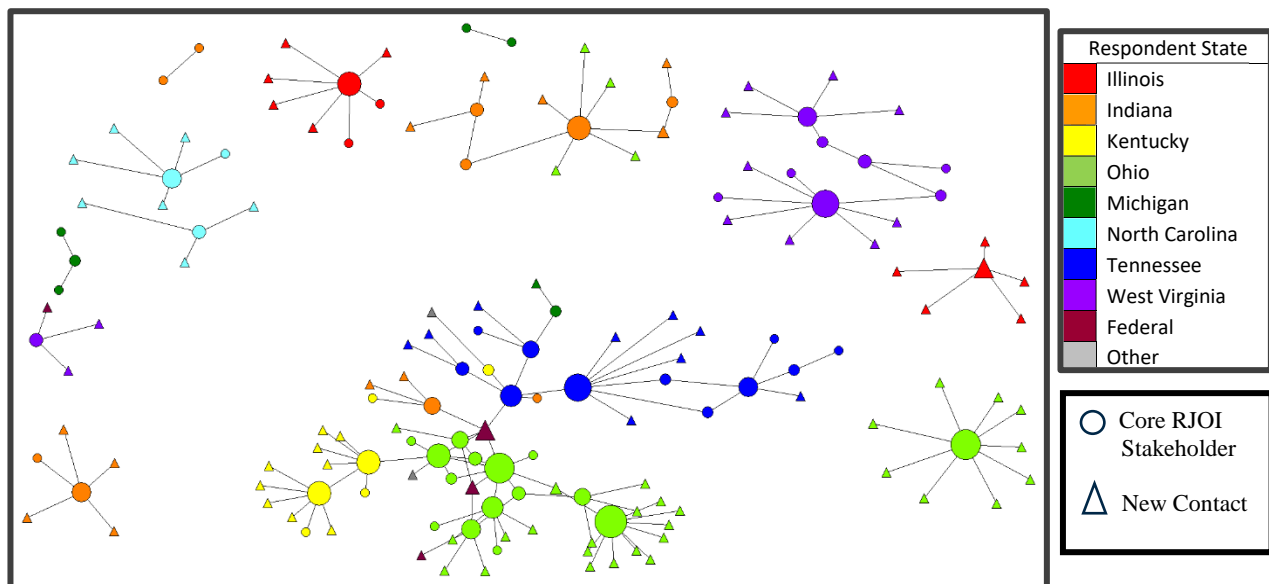 Respondent State
Illinois
Indiana
Kentucky
Ohio
Michigan
North Carolina
Tennessee
West Virginia
Federal
Other
Core RJOI
Stakeholder
New Contact